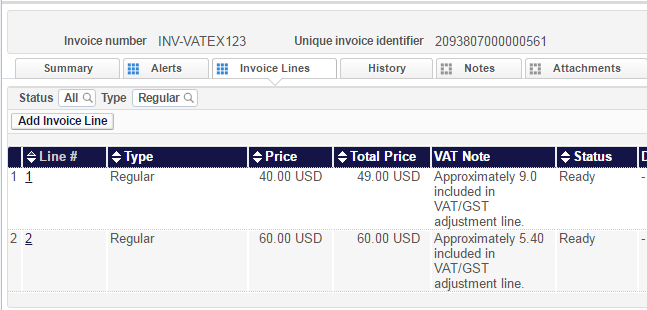 Invoice number INV-VATEX123 Unique invoice identifier 2093807000000561
Summary Alerts Invoice Lines History Notes Attachments
Status All Type Regular
Add Invoice Line
Line # Type Price Total Price VAT Note Status D
1 1 Regular 40.00 USD 49.00 USD Approximately 9.0 Ready -
included in
VAT/GST
adjustment line.
2 2 Regular 60.00 USD 60.00 USD Approximately 5.40 Ready -
included in
VAT/GST
adjustment line.